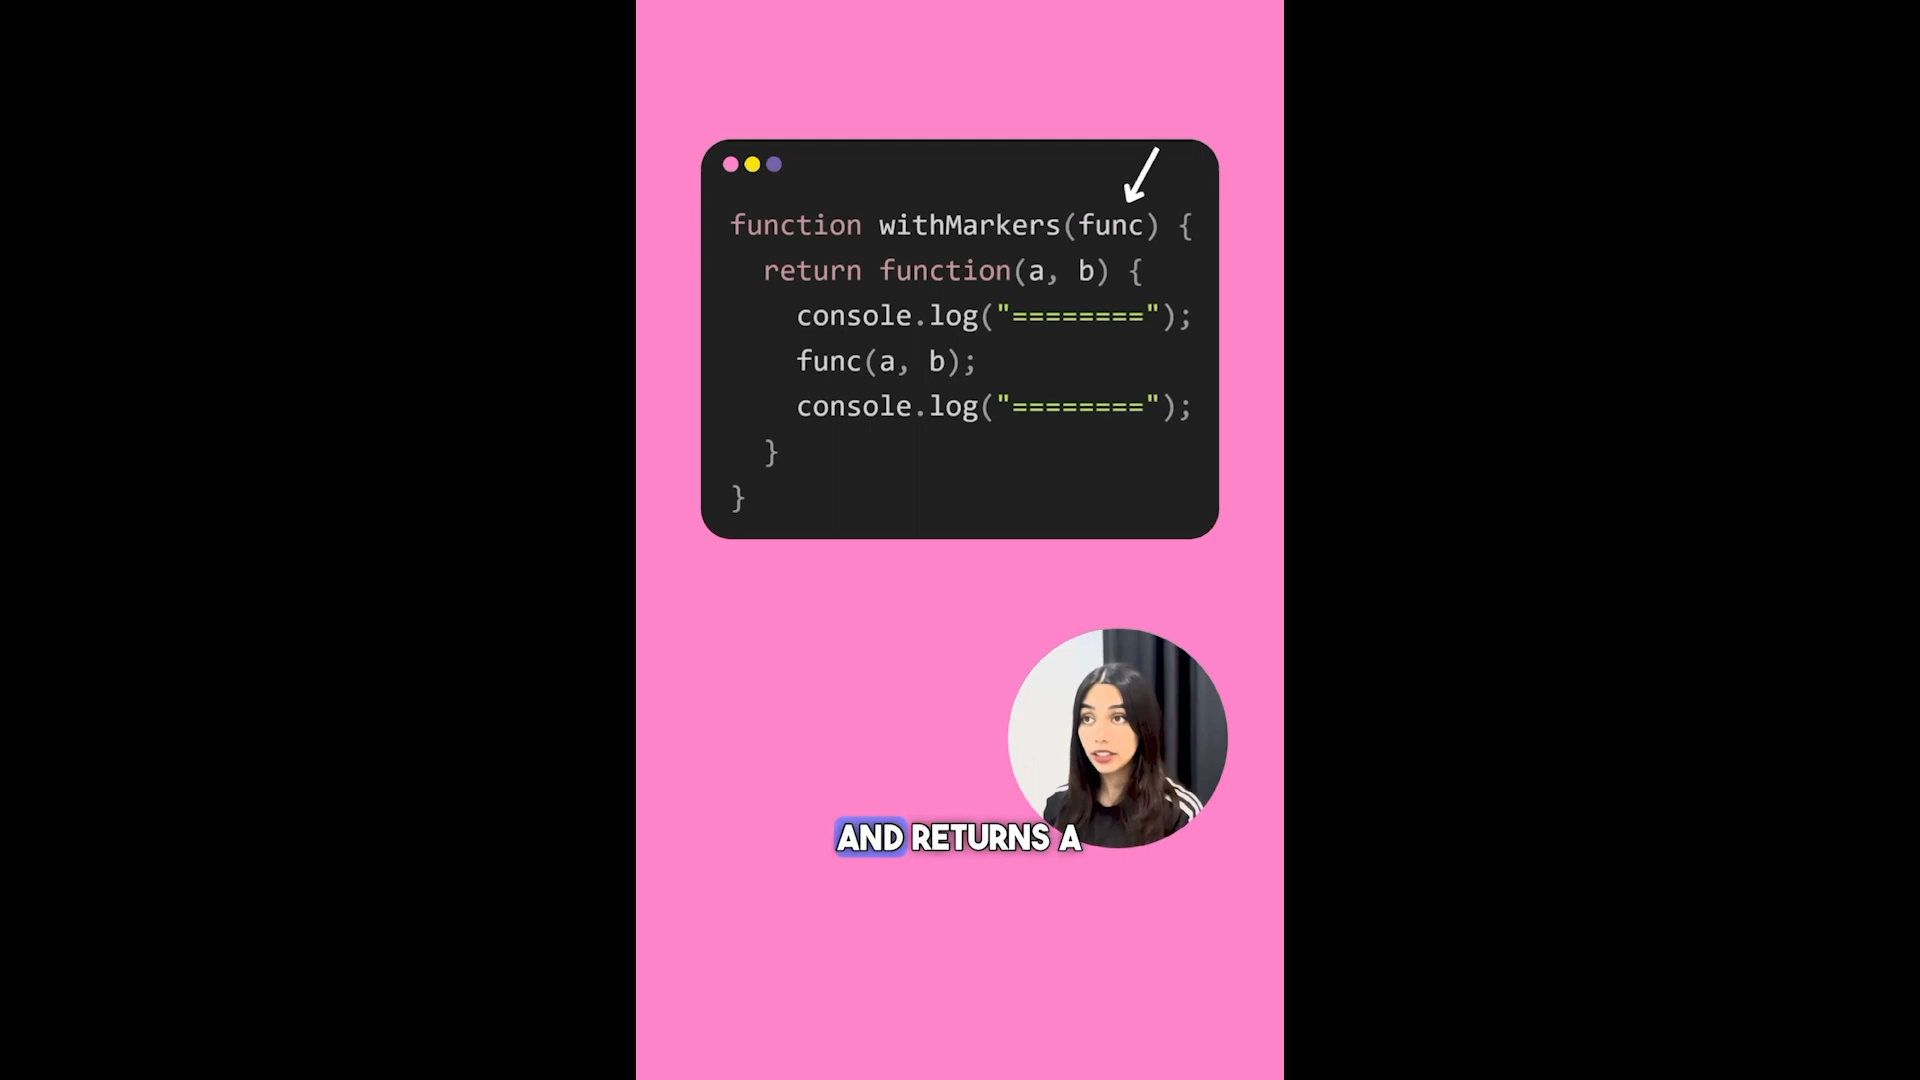 function withMarkers(func) {
  return function(a, b) {
    console.log("========");
    func(a, b);
    console.log("========");
  }
}
AND RETURNS A